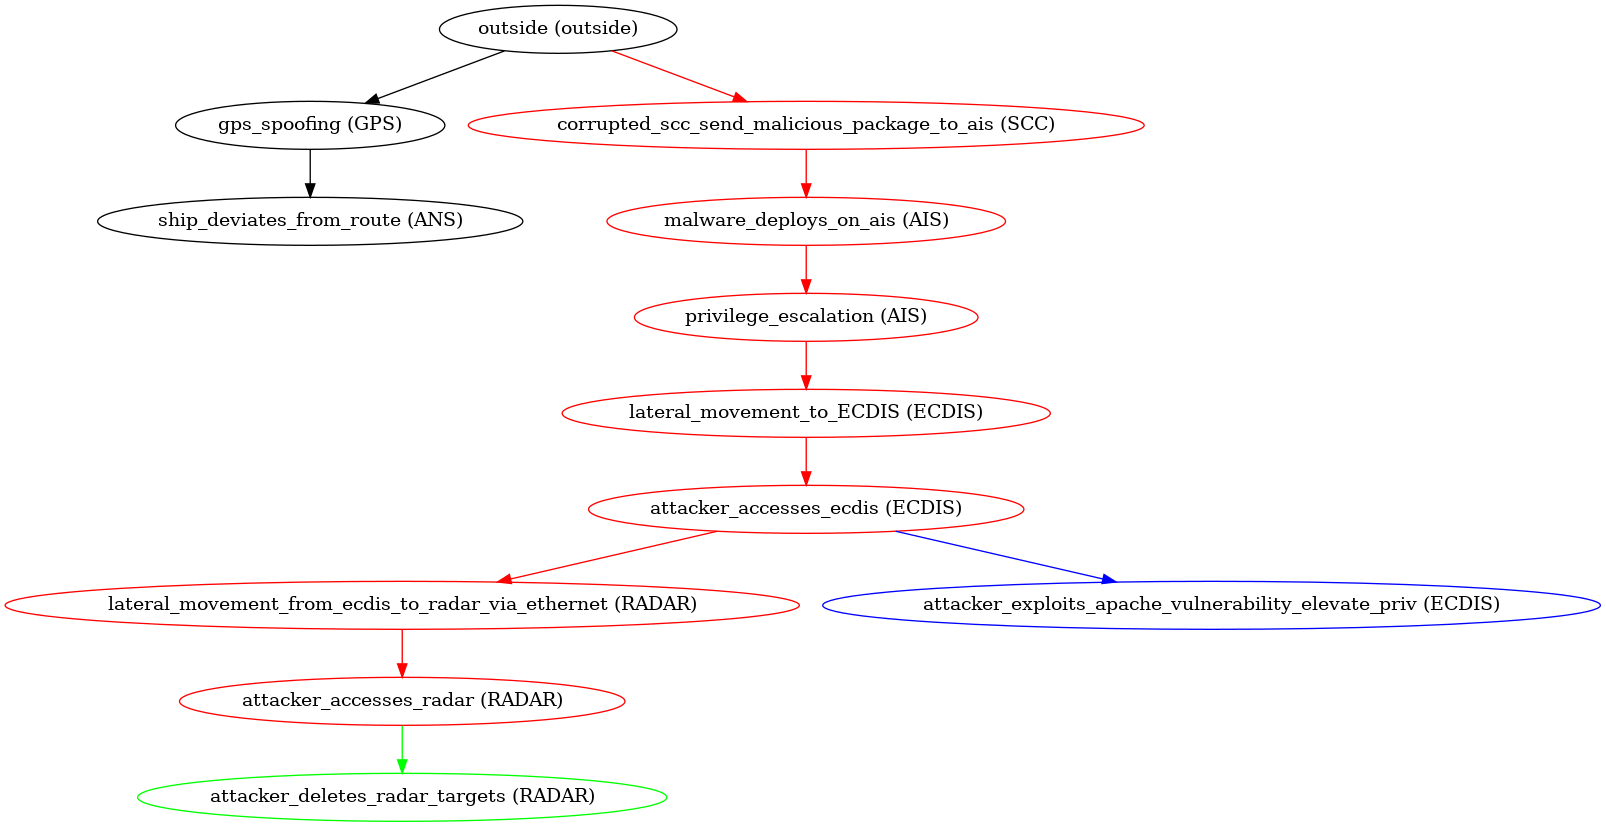 outside (outside)
gps_spoofing (GPS)
corrupted_scc_send_malicious_package_to_ais (SCC)
ship_deviates_from_route (ANS)
malware_deploys_on_ais (AIS)
privilege_escalation (AIS)
lateral_movement_to_ECDIS (ECDIS)
attacker_accesses_ecdis (ECDIS)
lateral_movement_from_ecdis_to_radar_via_ethernet (RADAR)
attacker_exploits_apache_vulnerability_elevate_priv (ECDIS)
attacker_accesses_radar (RADAR)
attacker_deletes_radar_targets (RADAR)